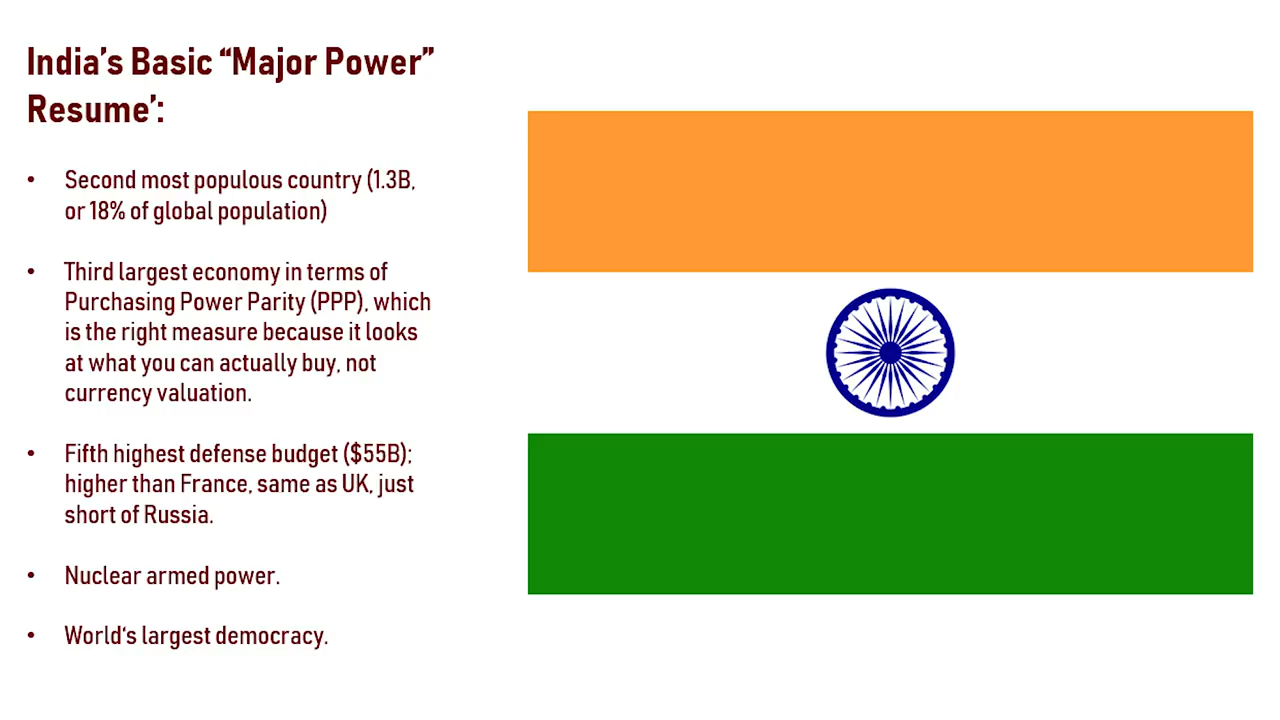 India’s Basic “Major Power”
Resume’:
• Second most populous country (1.3B,
or 18% of global population)
• Third largest economy in terms of
Purchasing Power Parity (PPP), which
is the right measure because it looks
at what you can actually buy, not
currency valuation.
• Fifth highest defense budget ($55B);
higher than France, same as UK, just
short of Russia.
• Nuclear armed power.
• World‘s largest democracy.